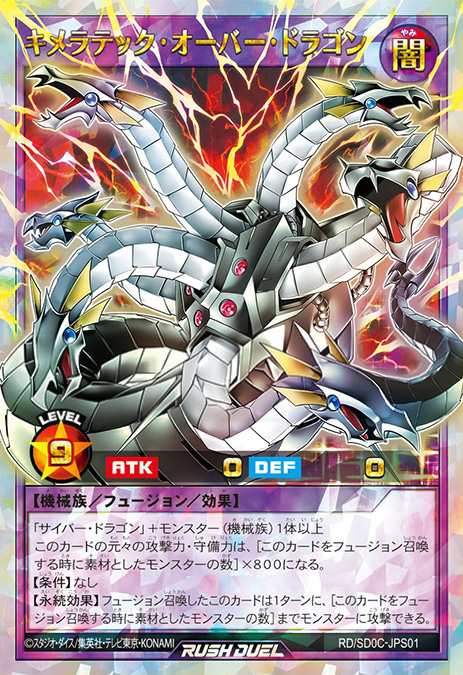 キメラテック・オーバー・ドラゴン
闇
やみ
LEVEL
9
ATK 0 DEF 0
【機械族／フュージョン／効果】
「サイバー・ドラゴン」＋モンスター（機械族）1体以上
このカードの元々の攻撃力・守備力は、［このカードをフュージョン召喚
する時に素材としたモンスターの数］×800になる。
【条件】なし
【永続効果】フュージョン召喚したこのカードは1ターンに、［このカードをフュー
ジョン召喚する時に素材としたモンスターの数］までモンスターに攻撃できる。
©スタジオ・ダイス/集英社・テレビ東京・KONAMI
RUSH DUEL
RD/SD0C-JPS01